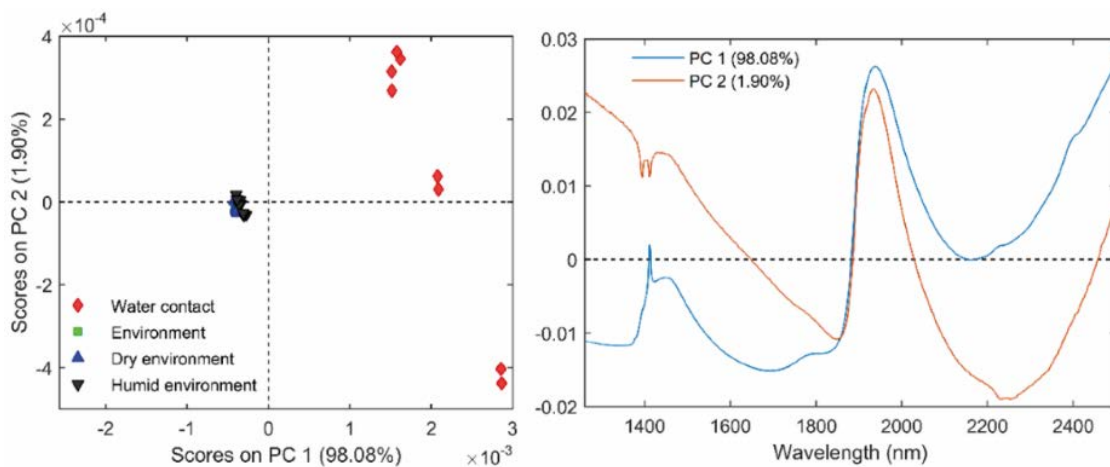 ×10⁻⁴
4
2
0
-2
-4
Scores on PC 2 (1.90%)
Water contact
Environment
Dry environment
Humid environment
-2
-1
0
1
2
3
Scores on PC 1 (98.08%)
×10⁻³
0.03
0.02
0.01
0
-0.01
-0.02
PC 1 (98.08%)
PC 2 (1.90%)
1400
1600
1800
2000
2200
2400
Wavelength (nm)